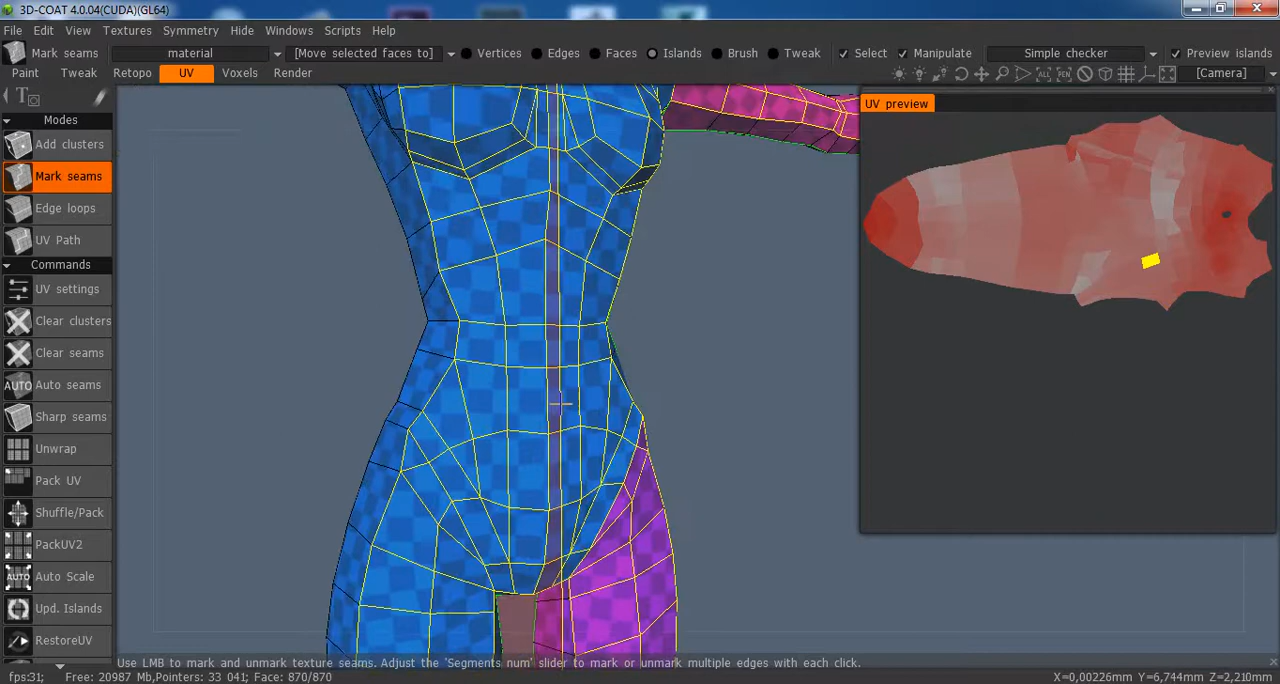 3D-COAT 4.0.04(CUDA)(GL64)
File Edit View Textures Symmetry Hide Windows Scripts Help
Mark seams material [Move selected faces to] Vertices Edges Faces Islands Brush Tweak Select Manipulate Simple checker Preview islands
Paint Tweak Retopo UV Voxels Render ALL PEN [Camera]
UV preview
Modes
Add clusters
Mark seams
Edge loops
UV Path
Commands
UV settings
Clear clusters
Clear seams
AUTO Auto seams
Sharp seams
Unwrap
Pack UV
Shuffle/Pack
PackUV2
AUTO Auto Scale
Upd. Islands
RestoreUV
Use LMB to mark and unmark texture seams. Adjust the 'Segments num' slider to mark or unmark multiple edges with each click.
fps:31; Free: 20987 Mb,Pointers: 33 041; Face: 870/870 X=0,00226mm Y=6,744mm Z=2,210mm